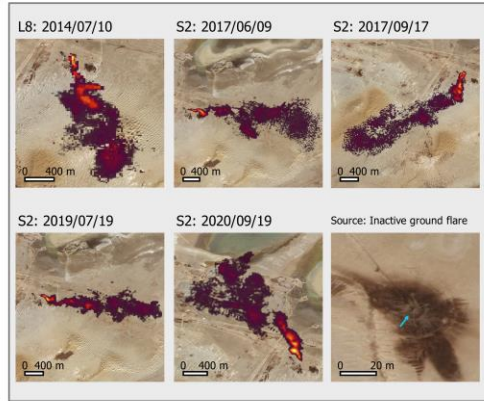 L8: 2014/07/10
S2: 2017/06/09
S2: 2017/09/17
0 400 m
0 400 m
0 400 m
S2: 2019/07/19
S2: 2020/09/19
Source: Inactive ground flare
0 400 m
0 400 m
0 20 m